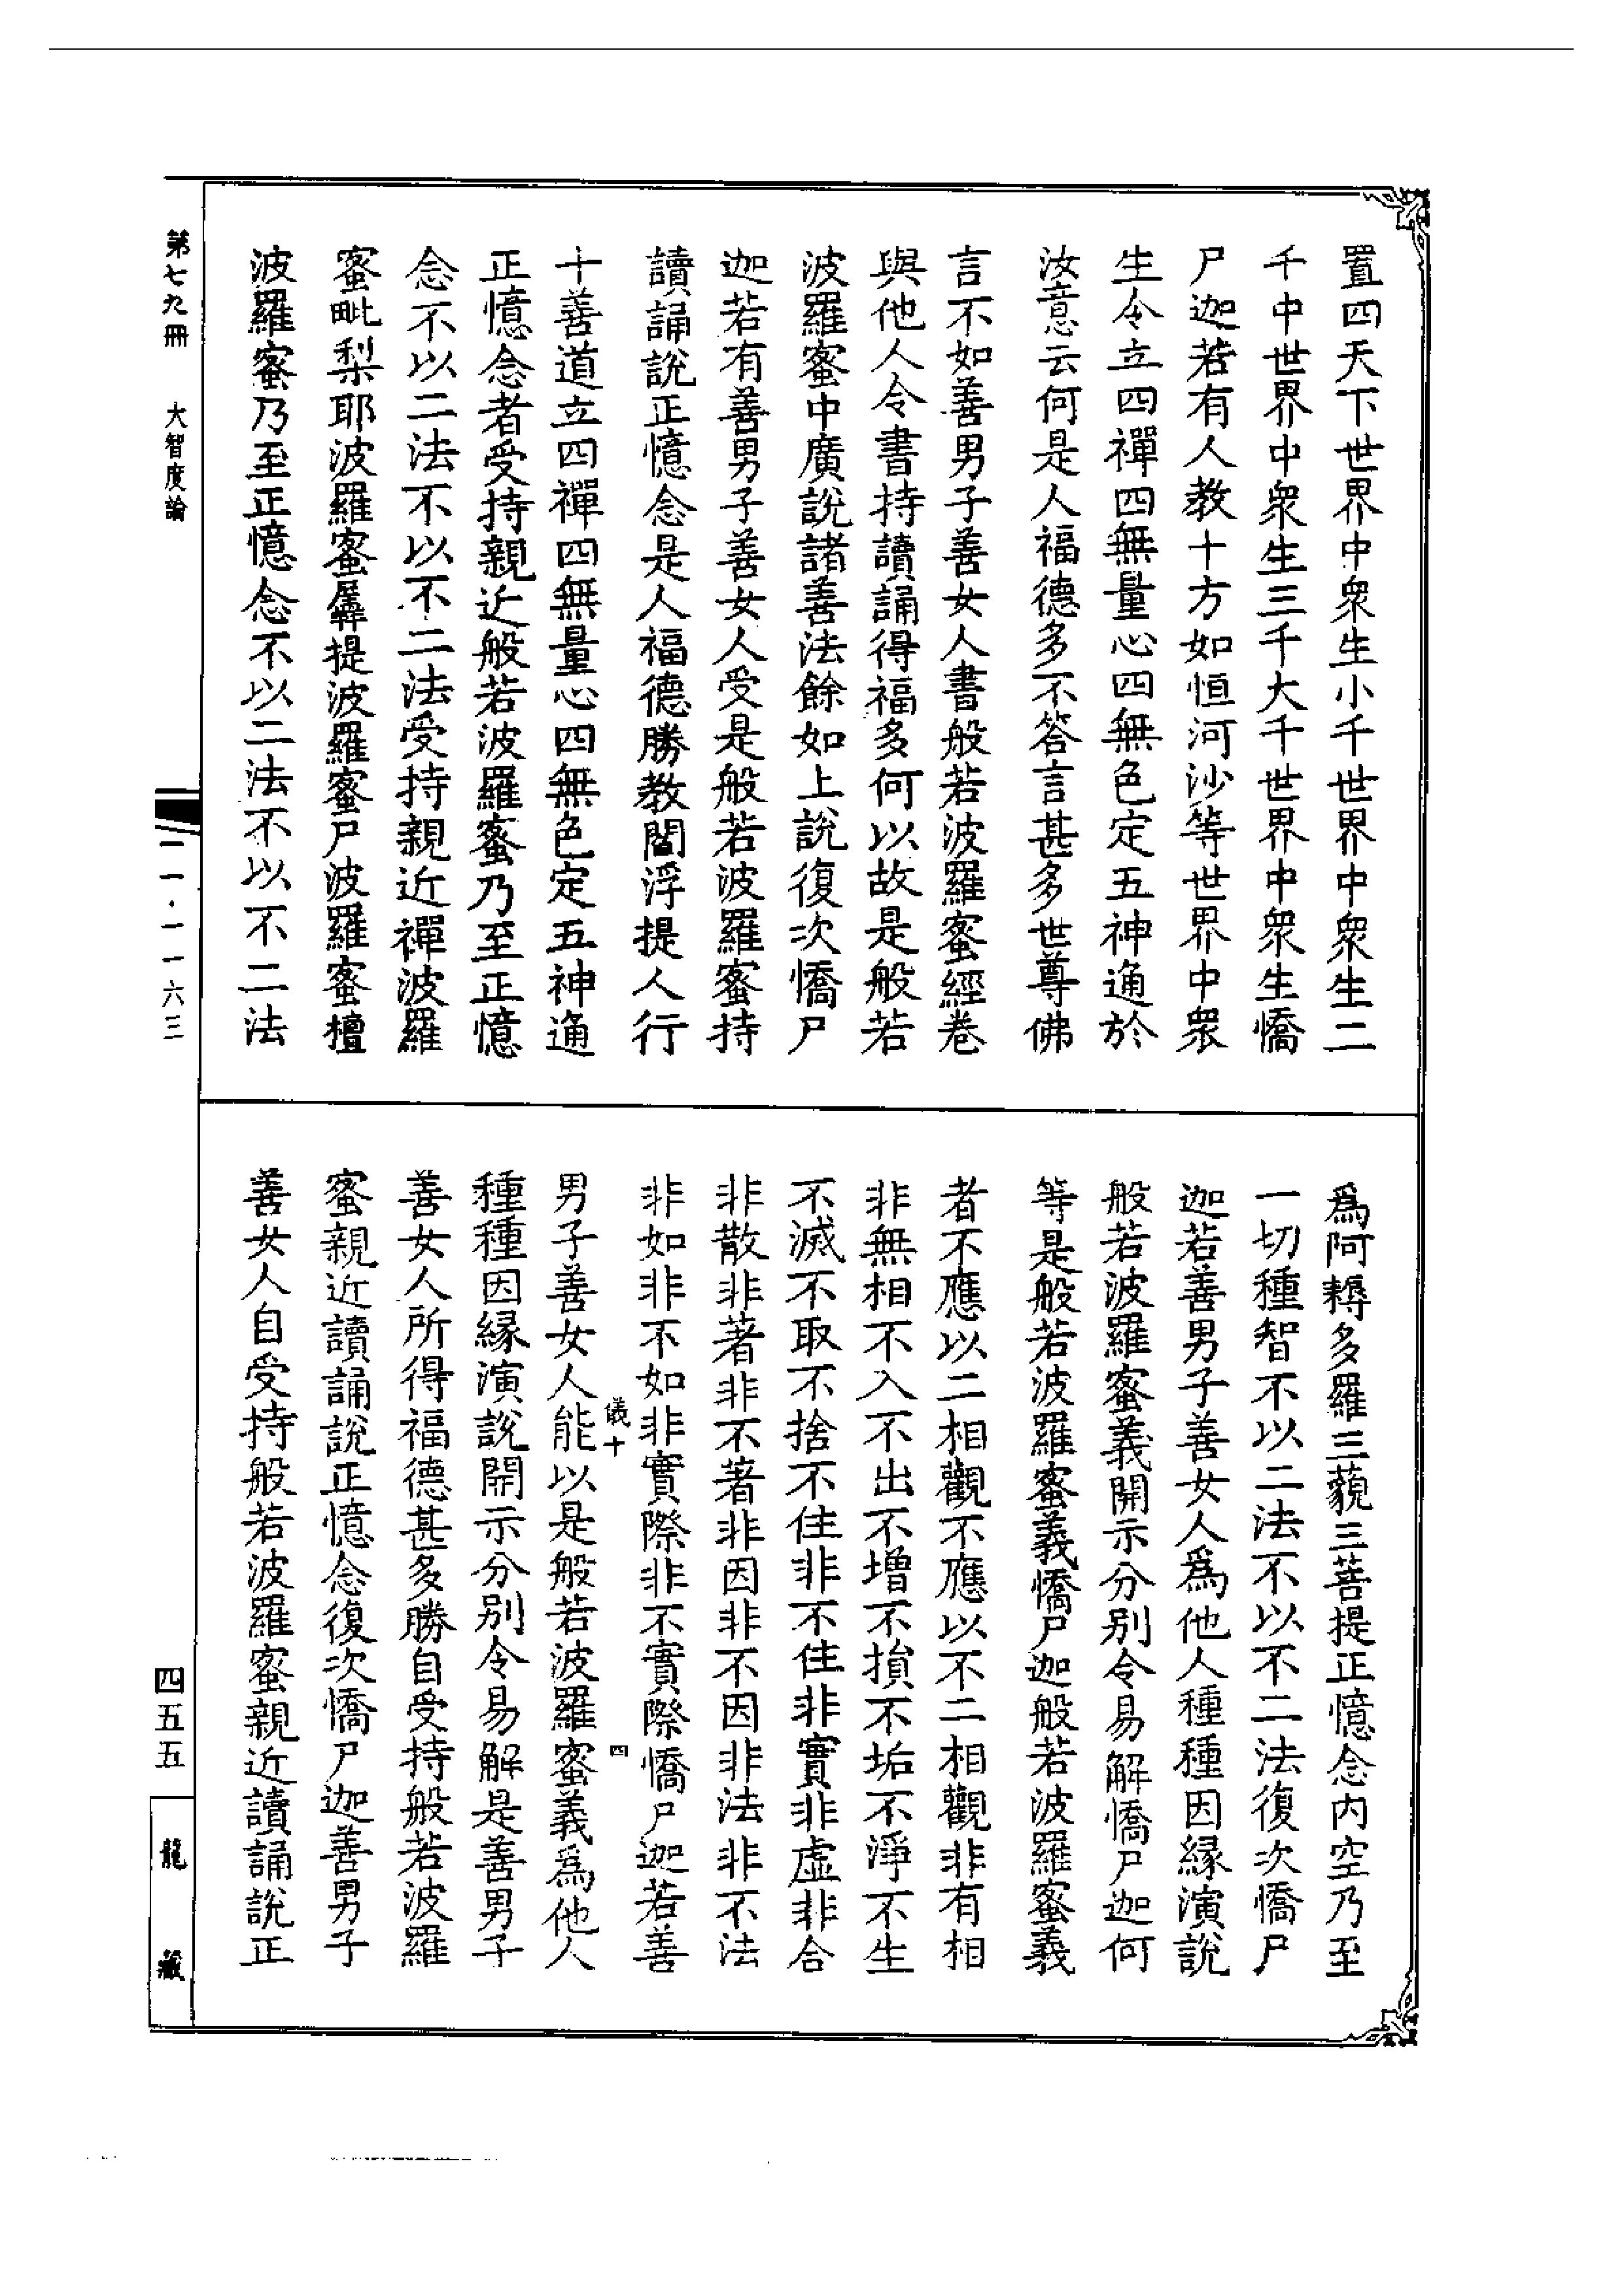 置四天下世界中衆生小千世界中衆生二
千中世界中衆生三千大千世界中衆生憍
尸迦若有人教十方如恒河沙等世界中衆
生令立四禪四無量心四無色定五神通於
汝意云何是人福德多不答言甚多世尊佛
言不如善男子善女人書般若波羅蜜經卷
與他人令書持讀誦得福多何以故是般若
波羅蜜中廣說諸善法餘如上說復次憍尸
迦若有善男子善女人受是般若波羅蜜持
讀誦說正憶念是人福德勝教閻浮提人行
十善道立四禪四無量心四無色定五神通
正憶念者受持親近般若波羅蜜乃至正憶
念不以二法不以不二法受持親近禪波羅
蜜毗梨耶波羅蜜羼提波羅蜜尸波羅蜜檀
波羅蜜乃至正憶念不以二法不以不二法
爲阿耨多羅三藐三菩提正憶念内空乃至
一切種智不以二法不以不二法復次憍尸
迦若善男子善女人爲他人種種因緣演說
般若波羅蜜義開示分別令易解憍尸迦何
等是般若波羅蜜義憍尸迦般若波羅蜜義
者不應以二相觀不應以不二相觀非有相
非無相不入不出不增不損不垢不淨不生
不滅不取不捨不住非不住非實非虛非合
非散非著非不著非因非不因非法非不法
非如非不如非實際非不實際憍尸迦若善
儀十
四
男子善女人能以是般若波羅蜜義爲他人
種種因緣演說開示分別令易解是善男子
善女人所得福德甚多勝自受持般若波羅
蜜親近讀誦說正憶念復次憍尸迦善男子
善女人自受持般若波羅蜜親近讀誦說正
第七九冊
大智度論
一一·一一六三
四五五
龍藏